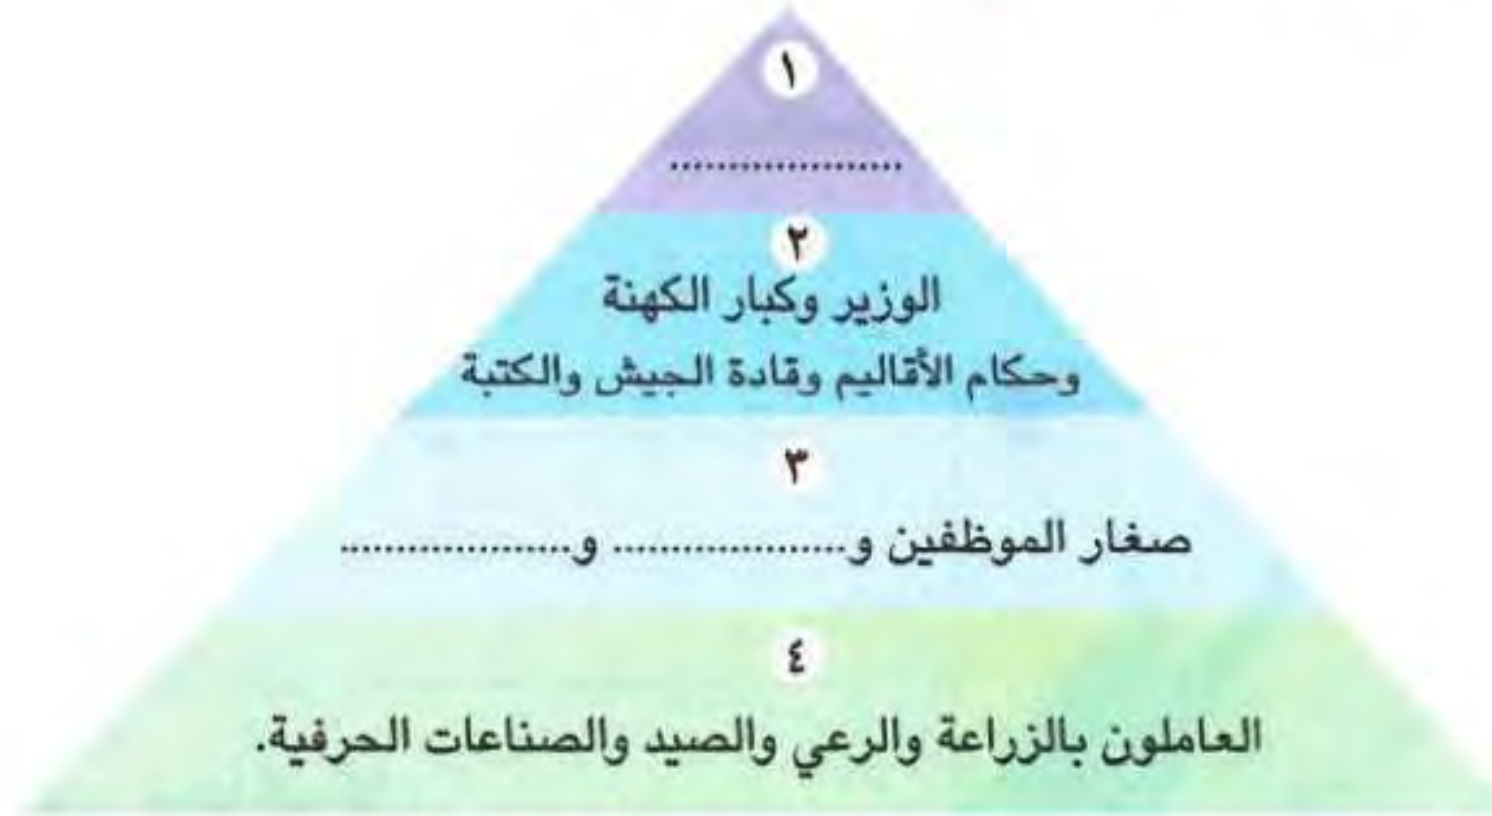 ١
....................
٢
الوزير وكبار الكهنة
وحكام الأقاليم وقادة الجيش والكتبة
٣
صغار الموظفين و.................... و....................
٤
العاملون بالزراعة والرعي والصيد والصناعات الحرفية.